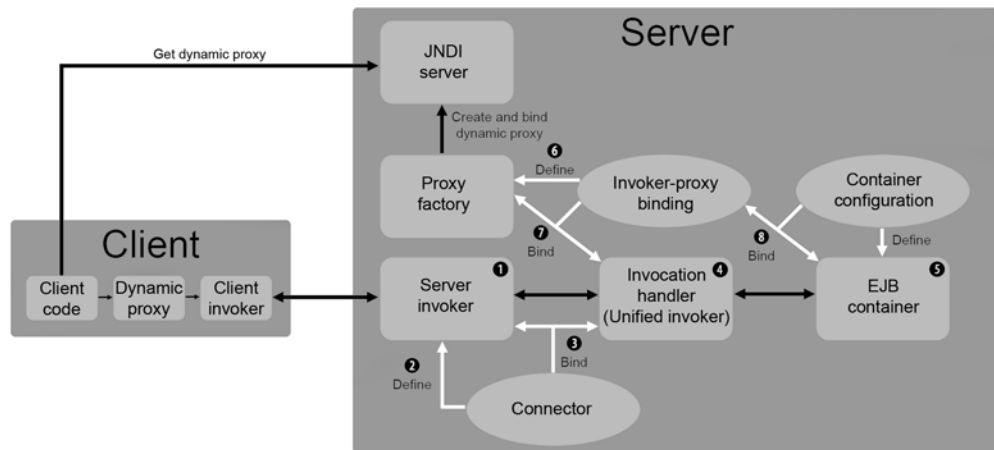 Server
Get dynamic proxy
JNDI
server
Create and bind
dynamic proxy
6
Define
Proxy
factory
Invoker-proxy
binding
Container
configuration
7
Bind
8
Bind
Define
Client
Client
code
Dynamic
proxy
Client
invoker
1
Server
invoker
4
Invocation
handler
(Unified invoker)
5
EJB
container
2
Define
3
Bind
Connector